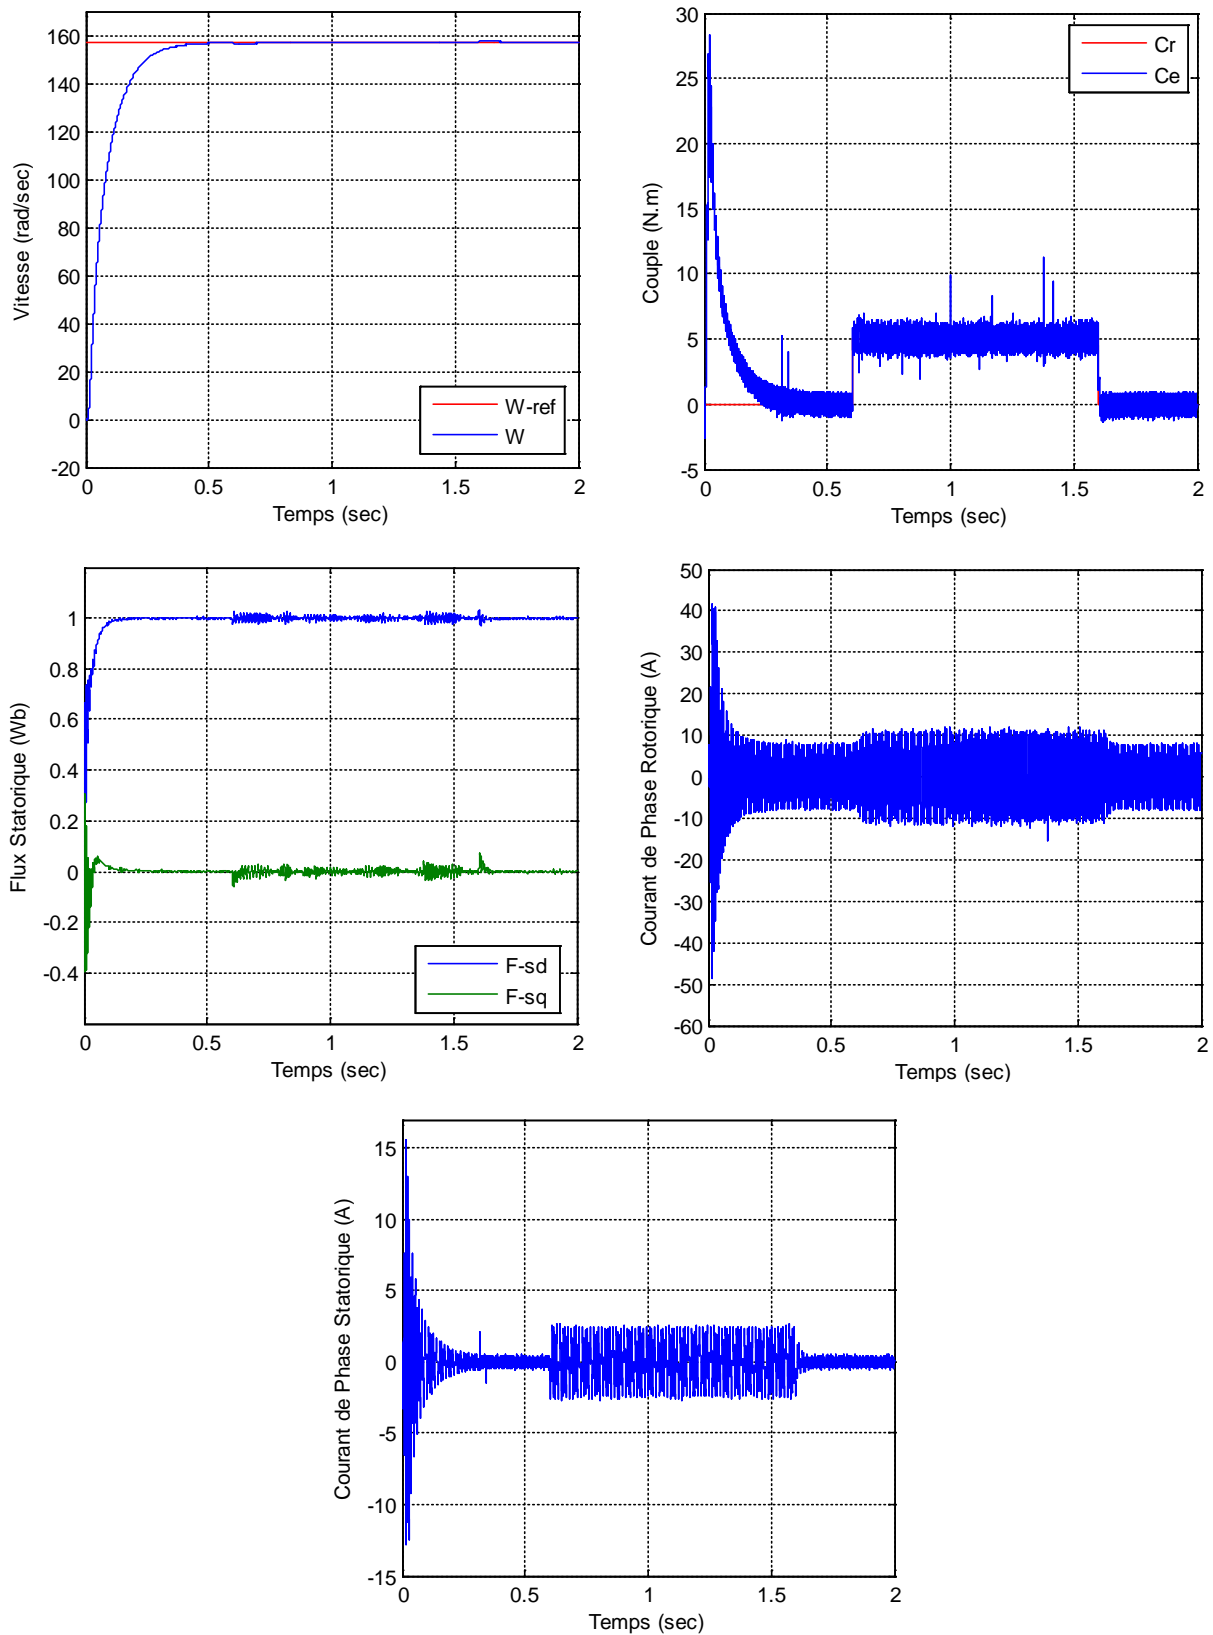 160
140
120
100
80
60
40
20
0
-20
Vitesse (rad/sec)
W-ref
W
0 0.5 1 1.5 2
Temps (sec)
30
25
20
15
10
5
0
-5
Couple (N.m)
Cr
Ce
0 0.5 1 1.5 2
Temps (sec)
1
0.8
0.6
0.4
0.2
0
-0.2
-0.4
Flux Statorique (Wb)
F-sd
F-sq
0 0.5 1 1.5 2
Temps (sec)
50
40
30
20
10
0
-10
-20
-30
-40
-50
-60
Courant de Phase Rotorique (A)
0 0.5 1 1.5 2
Temps (sec)
15
10
5
0
-5
-10
-15
Courant de Phase Statorique (A)
0 0.5 1 1.5 2
Temps (sec)